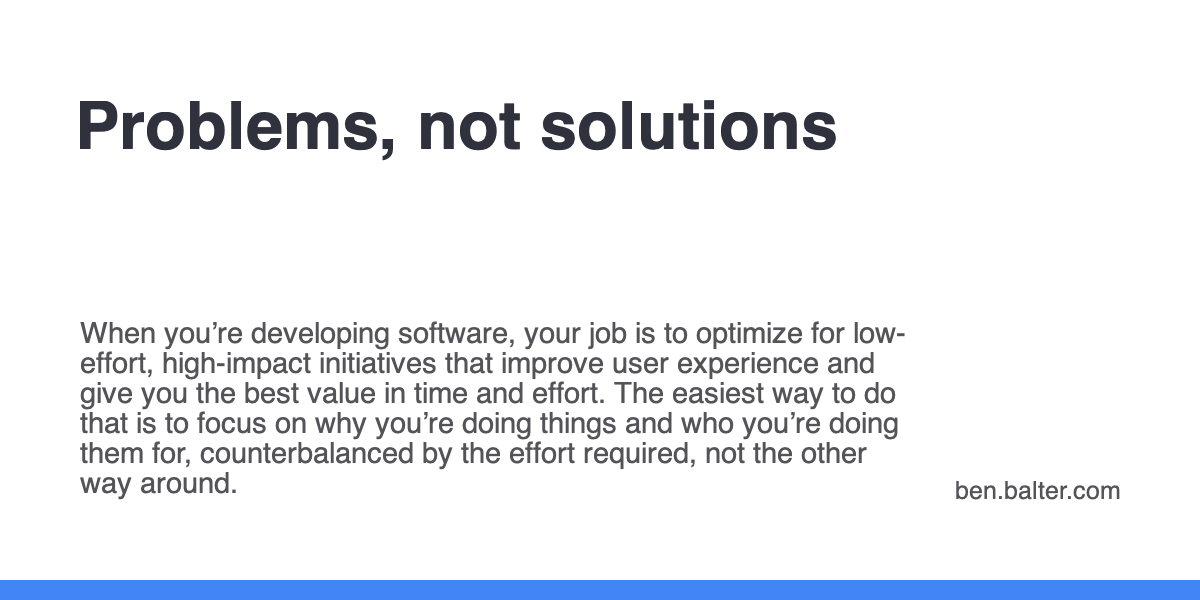 Problems, not solutions
When you’re developing software, your job is to optimize for low-
effort, high-impact initiatives that improve user experience and
give you the best value in time and effort. The easiest way to do
that is to focus on why you’re doing things and who you’re doing
them for, counterbalanced by the effort required, not the other
way around.
ben.balter.com